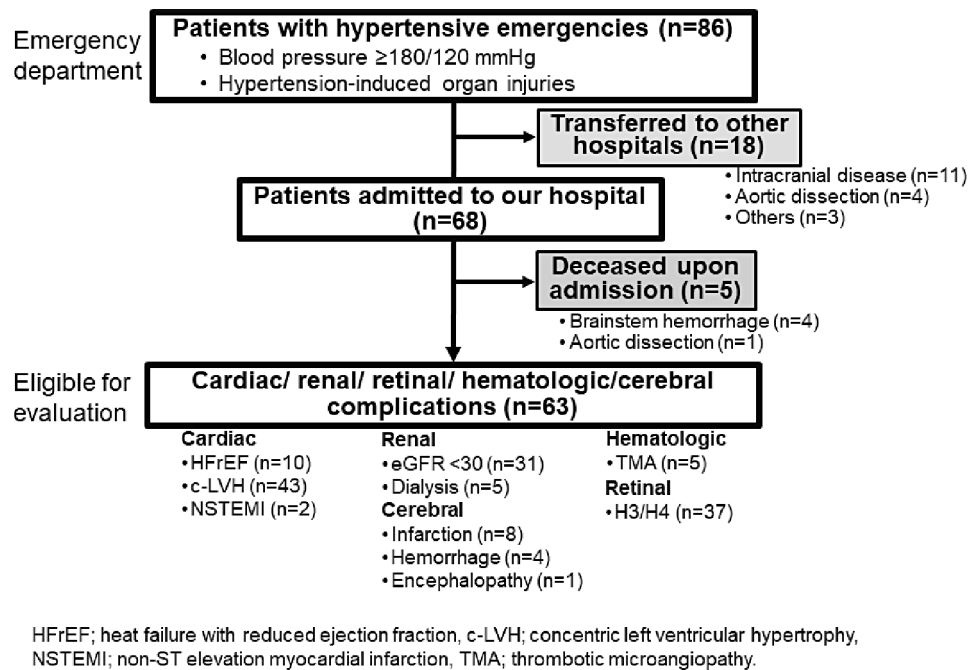 Emergency
department
Patients with hypertensive emergencies (n=86)
• Blood pressure ≥180/120 mmHg
• Hypertension-induced organ injuries
Transferred to other
hospitals (n=18)
• Intracranial disease (n=11)
• Aortic dissection (n=4)
• Others (n=3)
Patients admitted to our hospital
(n=68)
Deceased upon
admission (n=5)
• Brainstem hemorrhage (n=4)
• Aortic dissection (n=1)
Eligible for
evaluation
Cardiac/ renal/ retinal/ hematologic/cerebral
complications (n=63)
Cardiac
• HFrEF (n=10)
• c-LVH (n=43)
• NSTEMI (n=2)
Renal
• eGFR <30 (n=31)
• Dialysis (n=5)
Cerebral
• Infarction (n=8)
• Hemorrhage (n=4)
• Encephalopathy (n=1)
Hematologic
• TMA (n=5)
Retinal
• H3/H4 (n=37)
HFrEF; heat failure with reduced ejection fraction, c-LVH; concentric left ventricular hypertrophy,
NSTEMI; non-ST elevation myocardial infarction, TMA; thrombotic microangiopathy.